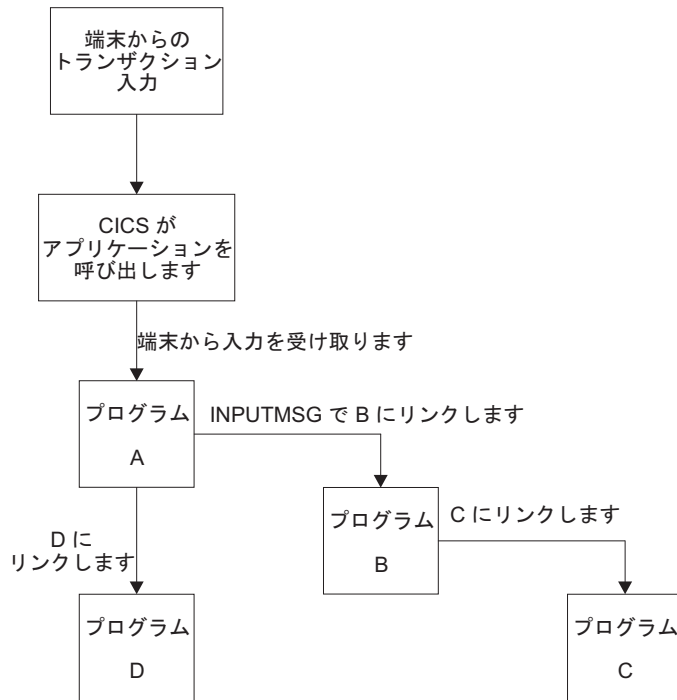 端末からの
トランザクション
入力
CICS が
アプリケーションを
呼び出します
端末から入力を受け取ります
プログラム
A
INPUTMSG で B にリンクします
プログラム
B
C にリンクします
D に
リンクします
プログラム
D
プログラム
C